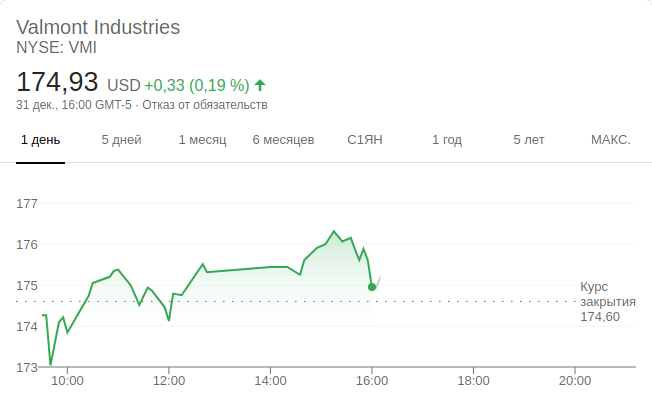 Valmont Industries
NYSE: VMI
174,93 USD +0,33 (0,19 %)
31 дек., 16:00 GMT-5 · Отказ от обязательств
1 день 5 дней 1 месяц 6 месяцев С1ЯН 1 год 5 лет МАКС.
177
176
175
174
173
Курс
закрытия
174,60
10:00 12:00 14:00 16:00 18:00 20:00